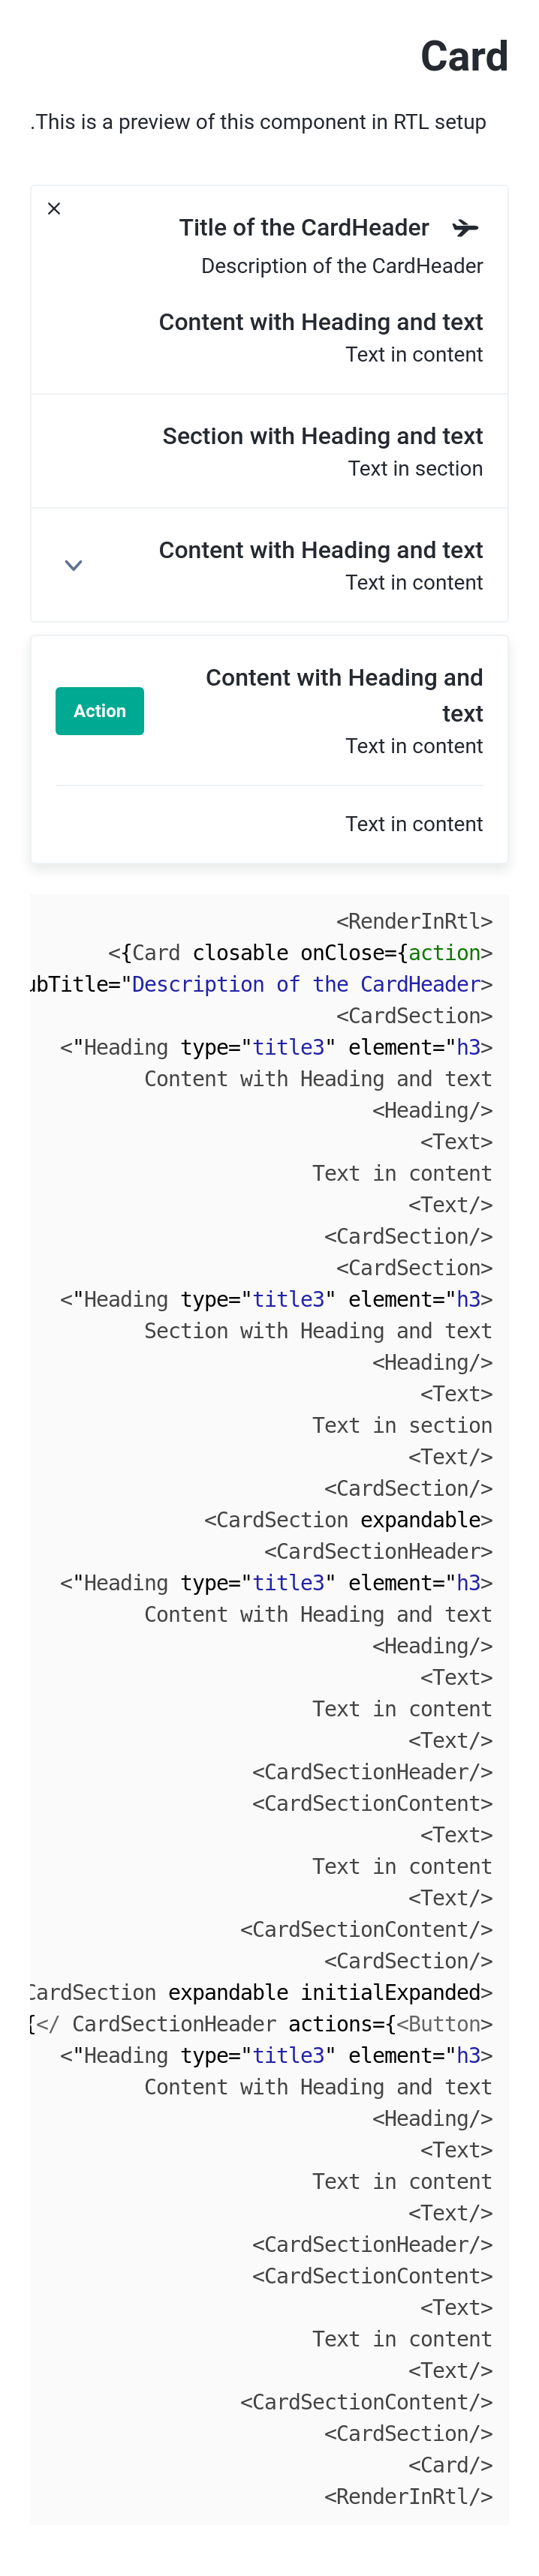 Card
.This is a preview of this component in RTL setup
Title of the CardHeader
Description of the CardHeader
Content with Heading and text
Text in content
Section with Heading and text
Text in section
Content with Heading and text
Text in content
Content with Heading and
text
Action
Text in content
Text in content
<RenderInRtl>
<{Card closable onClose={action>
ubTitle="Description of the CardHeader>
<CardSection>
<"Heading type="title3" element="h3>
Content with Heading and text
<Heading/>
<Text>
Text in content
<Text/>
<CardSection/>
<CardSection>
<"Heading type="title3" element="h3>
Section with Heading and text
<Heading/>
<Text>
Text in section
<Text/>
<CardSection/>
<CardSection expandable>
<CardSectionHeader>
<"Heading type="title3" element="h3>
Content with Heading and text
<Heading/>
<Text>
Text in content
<Text/>
<CardSectionHeader/>
<CardSectionContent>
<Text>
Text in content
<Text/>
<CardSectionContent/>
<CardSection/>
CardSection expandable initialExpanded>
{</ CardSectionHeader actions={<Button>
<"Heading type="title3" element="h3>
Content with Heading and text
<Heading/>
<Text>
Text in content
<Text/>
<CardSectionHeader/>
<CardSectionContent>
<Text>
Text in content
<Text/>
<CardSectionContent/>
<CardSection/>
<Card/>
<RenderInRtl/>